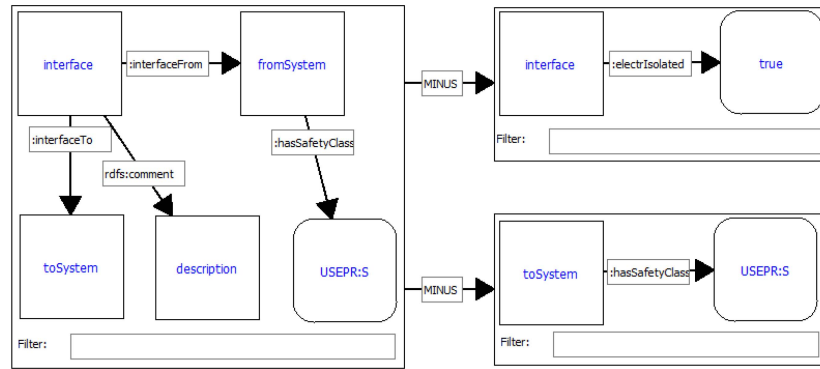 interface
:interfaceFrom
fromSystem
:interfaceTo
rdfs:comment
:hasSafetyClass
toSystem
description
USEPR:S
Filter:
MINUS
interface
:electrIsolated
true
Filter:
MINUS
toSystem
:hasSafetyClass
USEPR:S
Filter: